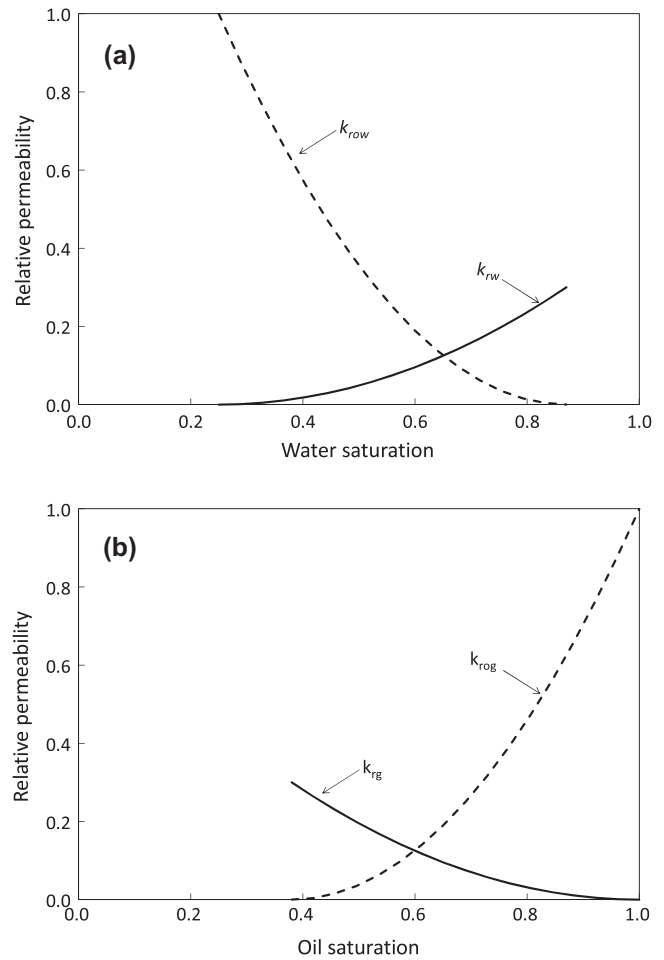 (a)
1.0
0.8
0.6
0.4
0.2
0.0
Relative permeability
k_row
k_rw
0.0 0.2 0.4 0.6 0.8 1.0
Water saturation
(b)
1.0
0.8
0.6
0.4
0.2
0.0
Relative permeability
k_rog
k_rg
0.0 0.2 0.4 0.6 0.8 1.0
Oil saturation